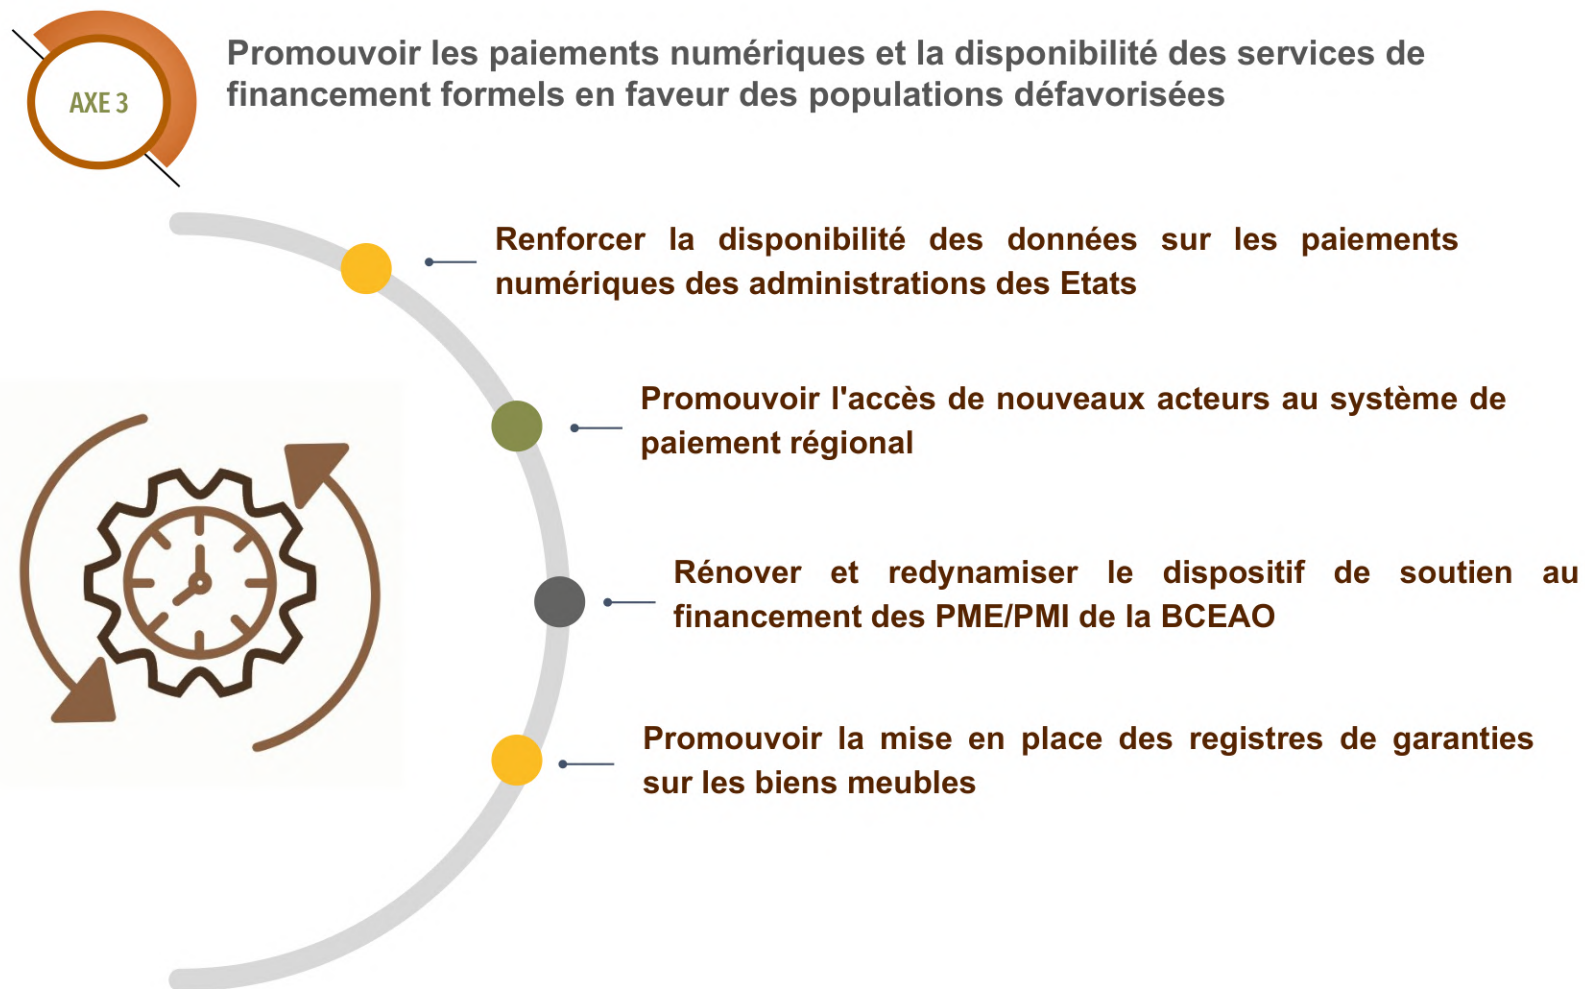 AXE 3
Promouvoir les paiements numériques et la disponibilité des services de
financement formels en faveur des populations défavorisées
Renforcer la disponibilité des données sur les paiements
numériques des administrations des Etats
Promouvoir l'accès de nouveaux acteurs au système de
paiement régional
Rénover et redynamiser le dispositif de soutien au
financement des PME/PMI de la BCEAO
Promouvoir la mise en place des registres de garanties
sur les biens meubles